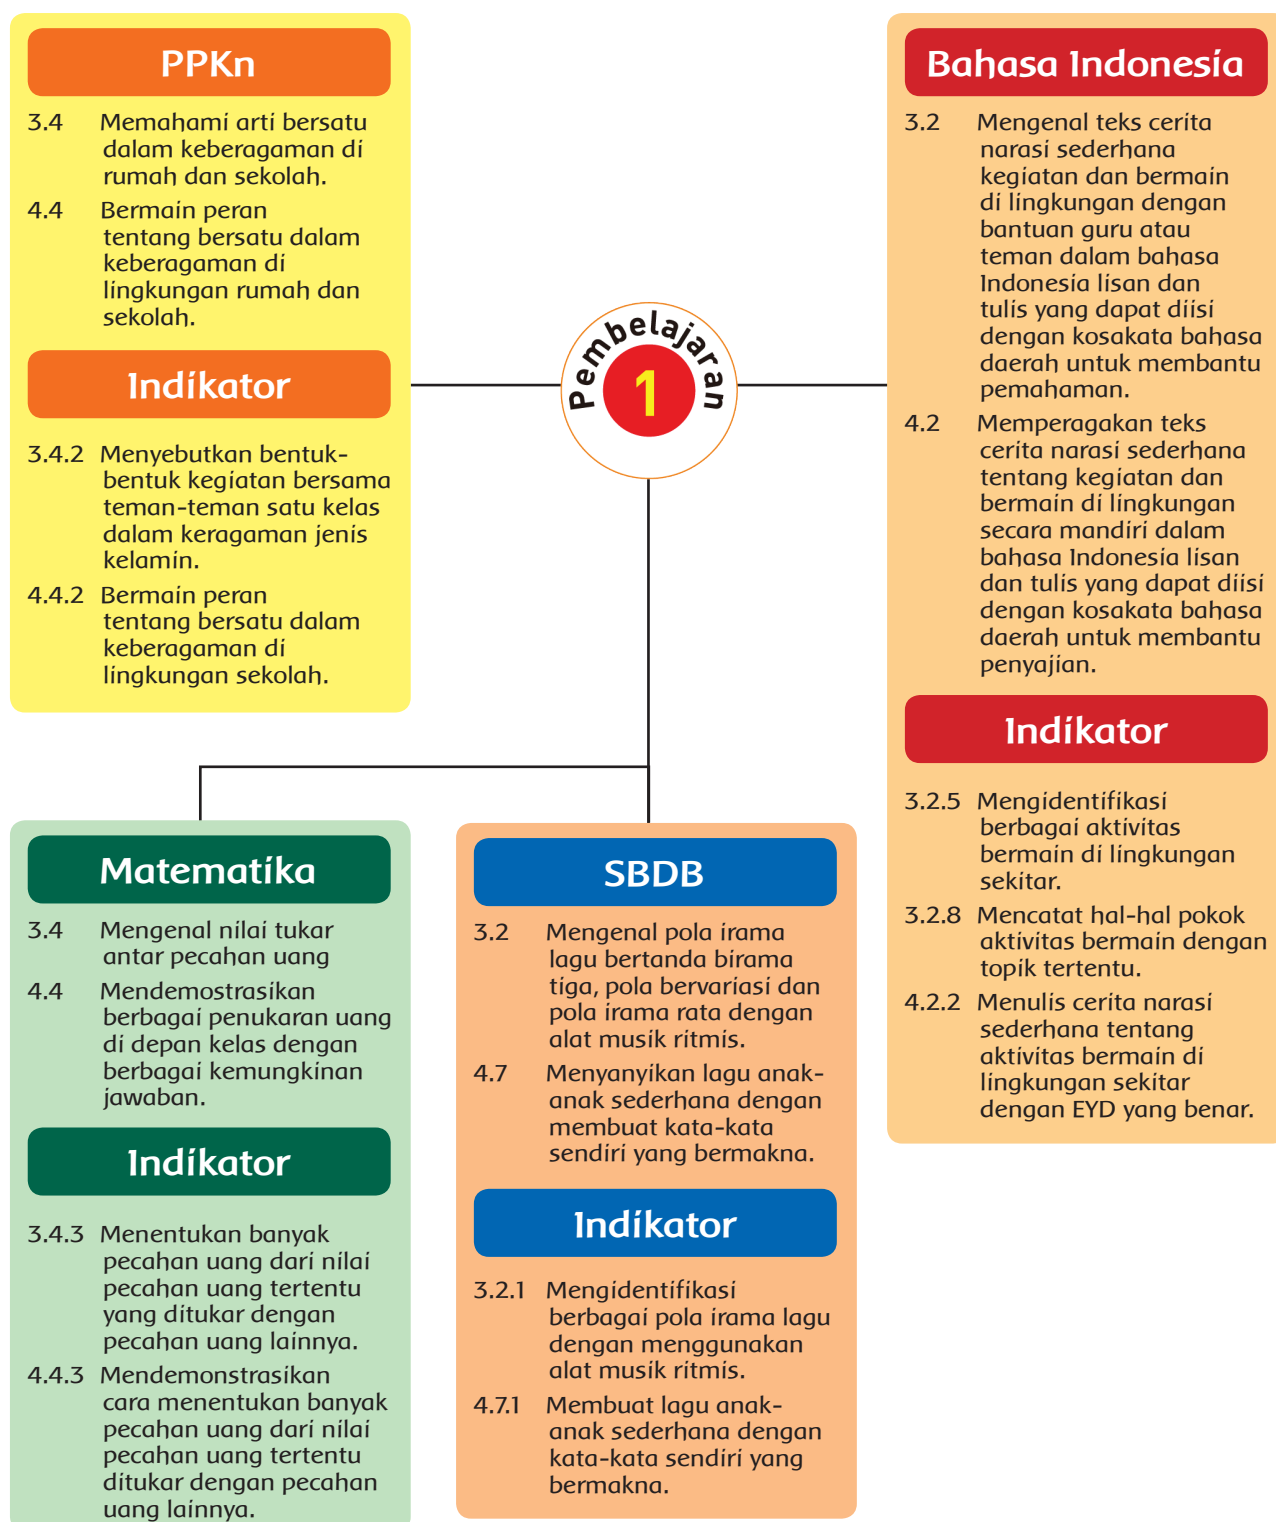 PPKn
3.4 Memahami arti bersatu
dalam keberagaman di
rumah dan sekolah.
4.4 Bermain peran
tentang bersatu dalam
keberagaman di
lingkungan rumah dan
sekolah.
Indikator
3.4.2 Menyebutkan bentuk-
bentuk kegiatan bersama
teman-teman satu kelas
dalam keragaman jenis
kelamin.
4.4.2 Bermain peran
tentang bersatu dalam
keberagaman di
lingkungan sekolah.
Pembelajaran
1
Bahasa Indonesia
3.2 Mengenal teks cerita
narasi sederhana
kegiatan dan bermain
di lingkungan dengan
bantuan guru atau
teman dalam bahasa
Indonesia lisan dan
tulis yang dapat diisi
dengan kosakata bahasa
daerah untuk membantu
pemahaman.
4.2 Memperagakan teks
cerita narasi sederhana
tentang kegiatan dan
bermain di lingkungan
secara mandiri dalam
bahasa Indonesia lisan
dan tulis yang dapat diisi
dengan kosakata bahasa
daerah untuk membantu
penyajian.
Indikator
3.2.5 Mengidentifikasi
berbagai aktivitas
bermain di lingkungan
sekitar.
3.2.8 Mencatat hal-hal pokok
aktivitas bermain dengan
topik tertentu.
4.2.2 Menulis cerita narasi
sederhana tentang
aktivitas bermain di
lingkungan sekitar
dengan EYD yang benar.
Matematika
3.4 Mengenal nilai tukar
antar pecahan uang
4.4 Mendemostrasikan
berbagai penukaran uang
di depan kelas dengan
berbagai kemungkinan
jawaban.
Indikator
3.4.3 Menentukan banyak
pecahan uang dari nilai
pecahan uang tertentu
yang ditukar dengan
pecahan uang lainnya.
4.4.3 Mendemonstrasikan
cara menentukan banyak
pecahan uang dari nilai
pecahan uang tertentu
ditukar dengan pecahan
uang lainnya.
SBDB
3.2 Mengenal pola irama
lagu bertanda birama
tiga, pola bervariasi dan
pola irama rata dengan
alat musik ritmis.
4.7 Menyanyikan lagu anak-
anak sederhana dengan
membuat kata-kata
sendiri yang bermakna.
Indikator
3.2.1 Mengidentifikasi
berbagai pola irama lagu
dengan menggunakan
alat musik ritmis.
4.7.1 Membuat lagu anak-
anak sederhana dengan
kata-kata sendiri yang
bermakna.